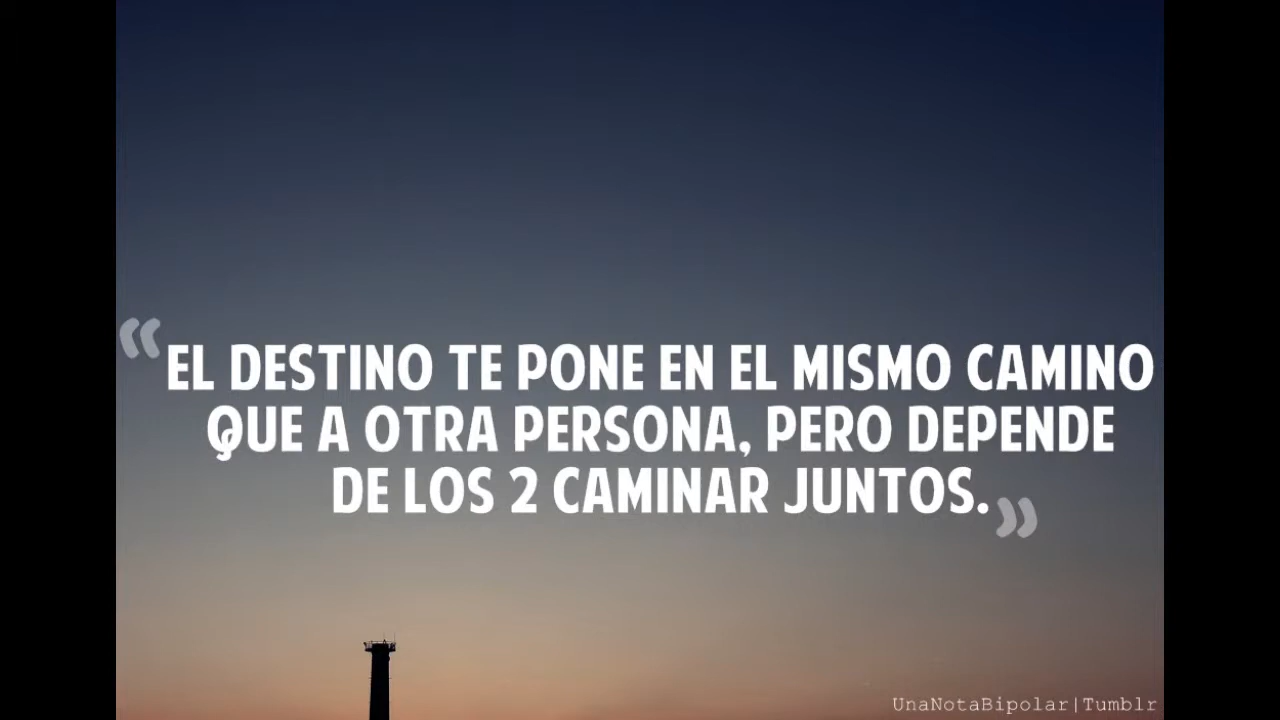 “EL DESTINO TE PONE EN EL MISMO CAMINO
QUE A OTRA PERSONA, PERO DEPENDE
DE LOS 2 CAMINAR JUNTOS.”
UnaNotaBipolar|Tumblr